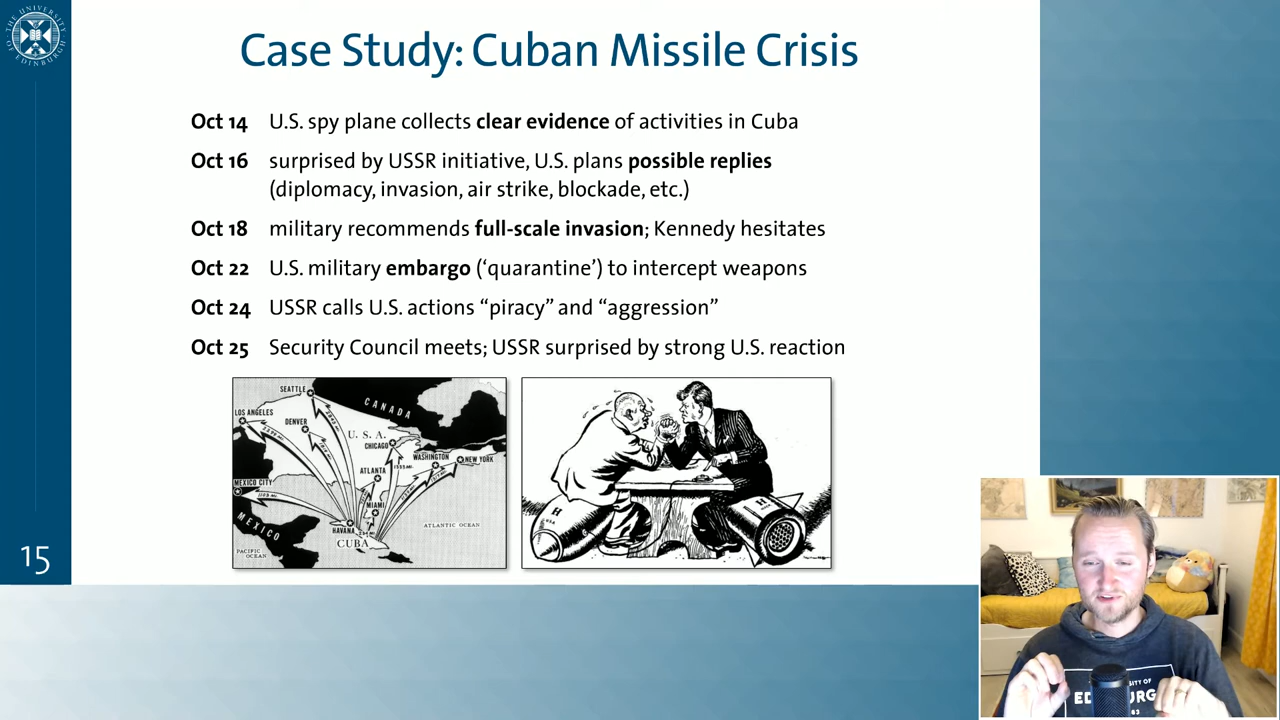 THE UNIVERSITY OF EDINBURGH
Case Study: Cuban Missile Crisis
Oct 14 U.S. spy plane collects clear evidence of activities in Cuba
Oct 16 surprised by USSR initiative, U.S. plans possible replies
(diplomacy, invasion, air strike, blockade, etc.)
Oct 18 military recommends full-scale invasion; Kennedy hesitates
Oct 22 U.S. military embargo (‘quarantine’) to intercept weapons
Oct 24 USSR calls U.S. actions “piracy” and “aggression”
Oct 25 Security Council meets; USSR surprised by strong U.S. reaction
SEATTLE
CANADA
LOS ANGELES
DENVER
U. S. A.
CHICAGO
WASHINGTON
NEW YORK
ATLANTA
MEXICO CITY
MIAMI
MEXICO
HAVANA
ATLANTIC OCEAN
CUBA
PACIFIC
OCEAN
H
H
15